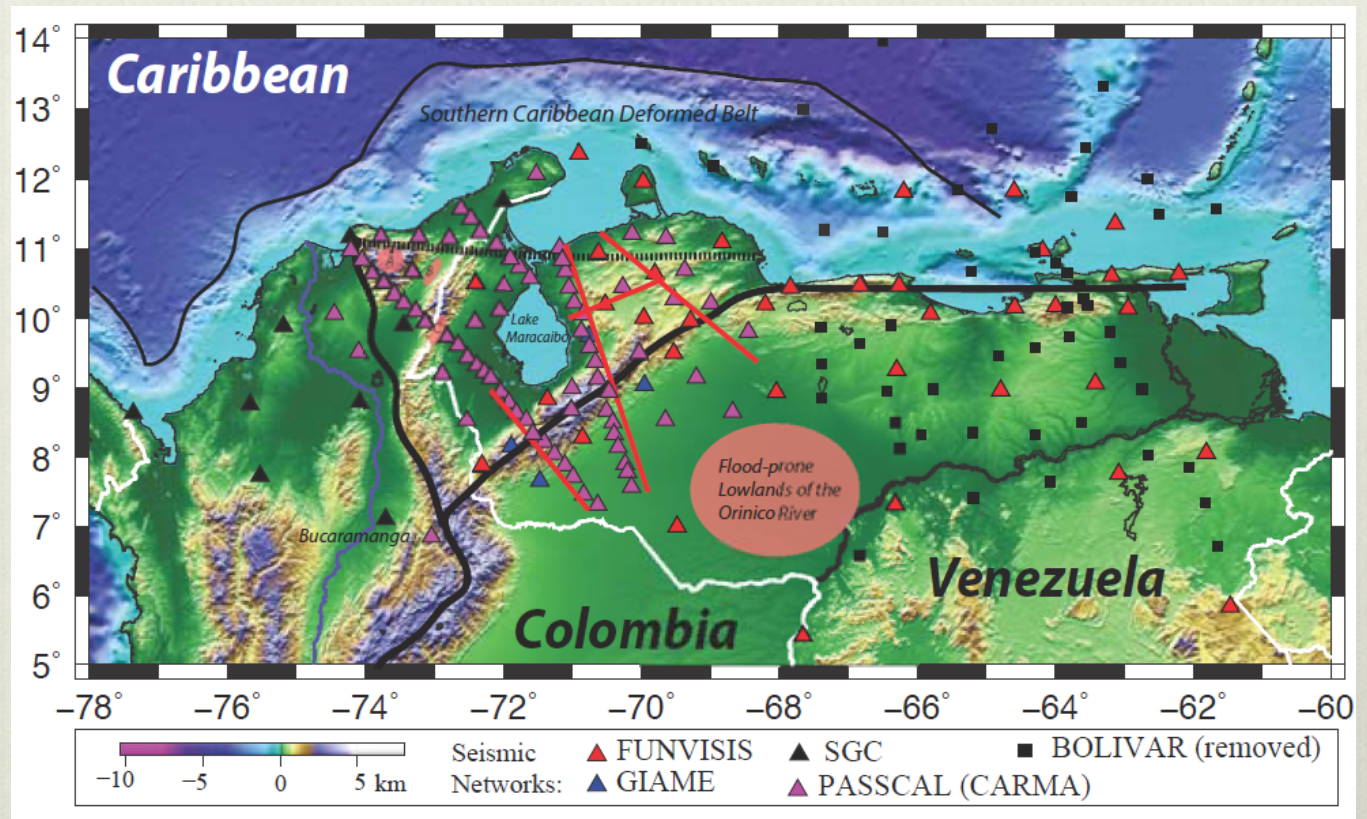 14°
13°
12°
11°
10°
9°
8°
7°
6°
5°
Caribbean
Southern Caribbean Deformed Belt
Lake
Maracaibo
Flood-prone
Lowlands of the
Orinico River
Bucaramanga
Venezuela
Colombia
−78° −76° −74° −72° −70° −68° −66° −64° −62° −60
−10 −5 0 5 km
Seismic
Networks:
FUNVISIS SGC BOLIVAR (removed)
GIAME PASSCAL (CARMA)